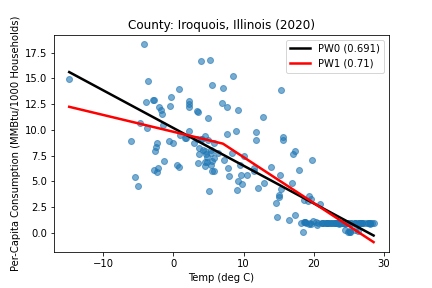 County: Iroquois, Illinois (2020)
PW0 (0.691)
PW1 (0.71)
Per-Capita Consumption (MMBtu/1000 Households)
17.5
15.0
12.5
10.0
7.5
5.0
2.5
0.0
−10
0
10
20
30
Temp (deg C)